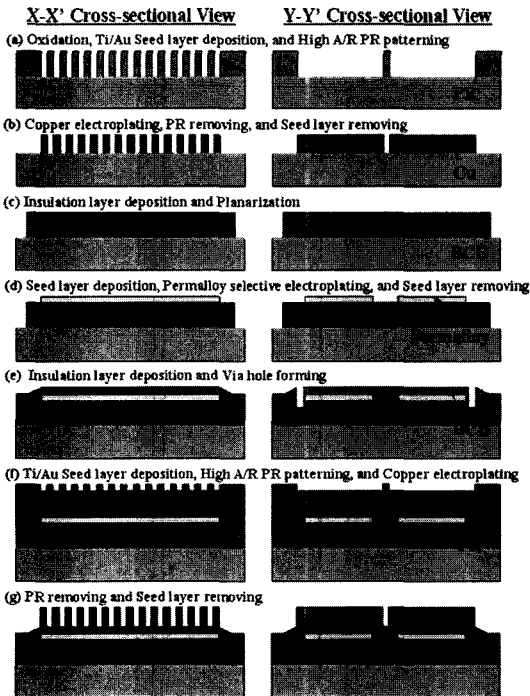 X-X' Cross-sectional View
Y-Y' Cross-sectional View
(a) Oxidation, Ti/Au Seed layer deposition, and High A/R PR patterning
(b) Copper electroplating, PR removing, and Seed layer removing
Cu
(c) Insulation layer deposition and Planarization
(d) Seed layer deposition, Permalloy selective electroplating, and Seed layer removing
(e) Insulation layer deposition and Via hole forming
(f) Ti/Au Seed layer deposition, High A/R PR patterning, and Copper electroplating
(g) PR removing and Seed layer removing